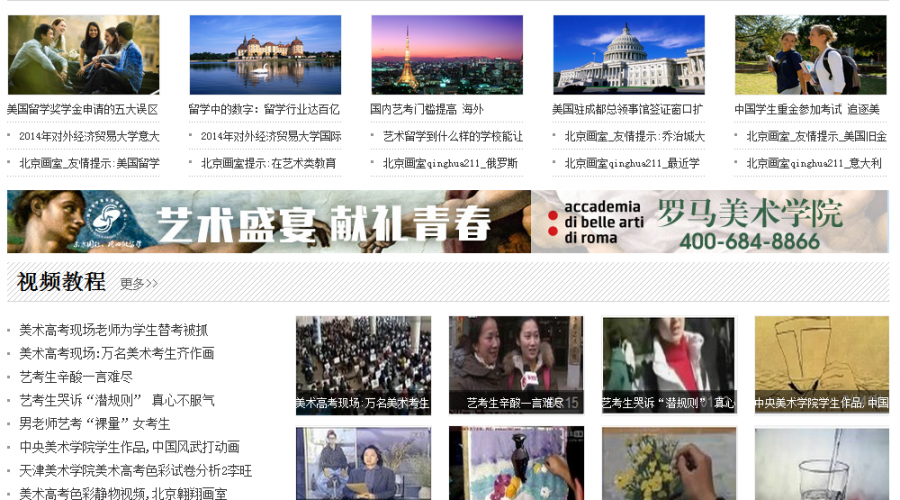 美国留学奖学金申请的五大误区
留学中的数字: 留学行业达百亿
国内艺考门槛提高 海外
美国驻成都总领事馆签证窗口扩
中国学生重金参加考试 追逐美
2014年对外经济贸易大学意大
2014年对外经济贸易大学国际
艺术留学到什么样的学校能让
北京画室_友情提示:乔治城大
北京画室_友情提示_美国旧金
北京画室_友情提示:美国留学
北京画室提示:在艺术类教育
北京画室qinghua211_俄罗斯
北京画室qinghua211_最近学
北京画室qinghua211_意大利
艺术盛宴 献礼青春
accademia
di belle arti
di roma
罗马美术学院
400-684-8866
视频教程 更多>>
美术高考现场老师为学生替考被抓
美术高考现场:万名美术考生齐作画
艺考生辛酸一言难尽
艺考生哭诉“潜规则” 真心不服气
男老师艺考“裸量”女考生
中央美术学院学生作品,中国风武打动画
天津美术学院美术高考色彩试卷分析2李旺
美术高考色彩静物视频,北京翱翔画室
美术高考现场:万名美术考生
艺考生辛酸一言难尽
艺考生哭诉“潜规则” 真心
中央美术学院学生作品,中国